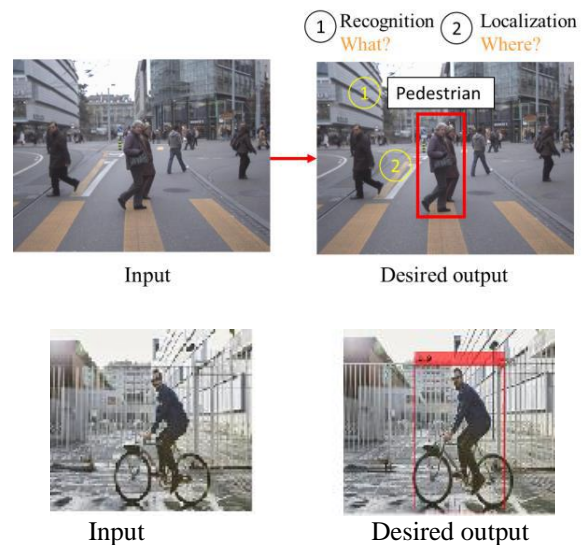 1 Recognition 2 Localization
What? Where?
1 Pedestrian
2
Input Desired output
Input Desired output